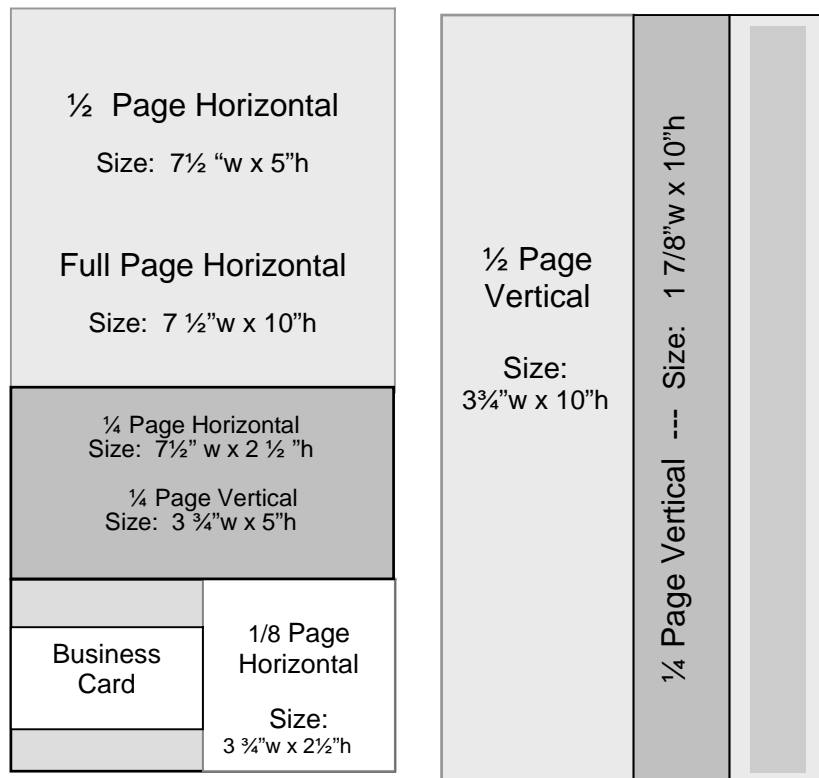 ½ Page Horizontal
Size: 7½ “w x 5”h
Full Page Horizontal
Size: 7 ½”w x 10”h
¼ Page Horizontal
Size: 7½” w x 2 ½ ”h
¼ Page Vertical
Size: 3 ¾”w x 5”h
Business
Card
1/8 Page
Horizontal
Size:
3 ¾”w x 2½”h
½ Page
Vertical
Size:
3¾”w x 10”h
¼ Page Vertical --- Size: 1 7/8”w x 10”h